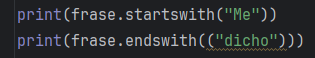 print(frase.startswith("Me"))
print(frase.endswith(("dicho")))